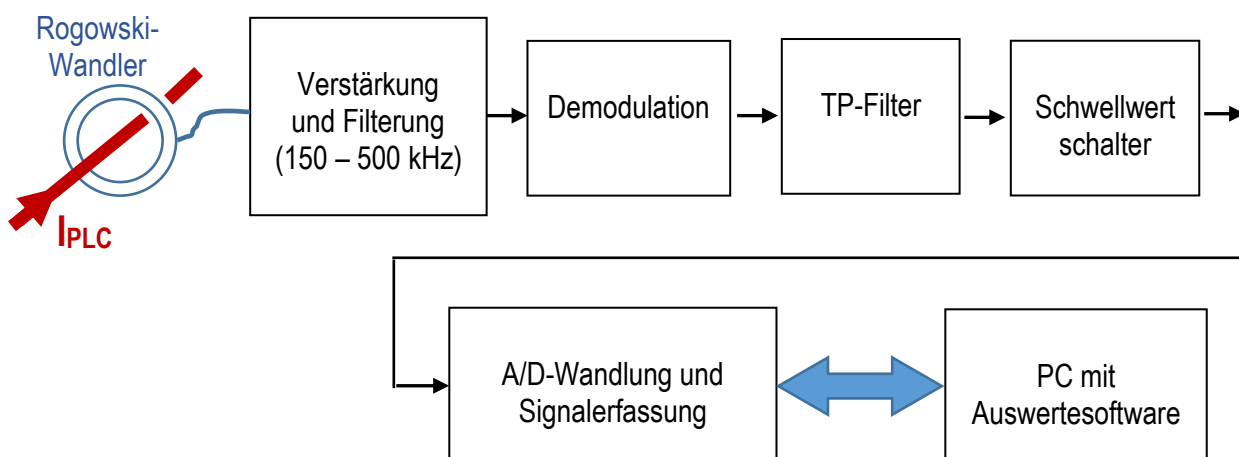 Rogowski-
Wandler
I PLC
Verstärkung
und Filterung
(150 – 500 kHz)
Demodulation
TP-Filter
Schwellwert
schalter
A/D-Wandlung und
Signalerfassung
PC mit
Auswertesoftware